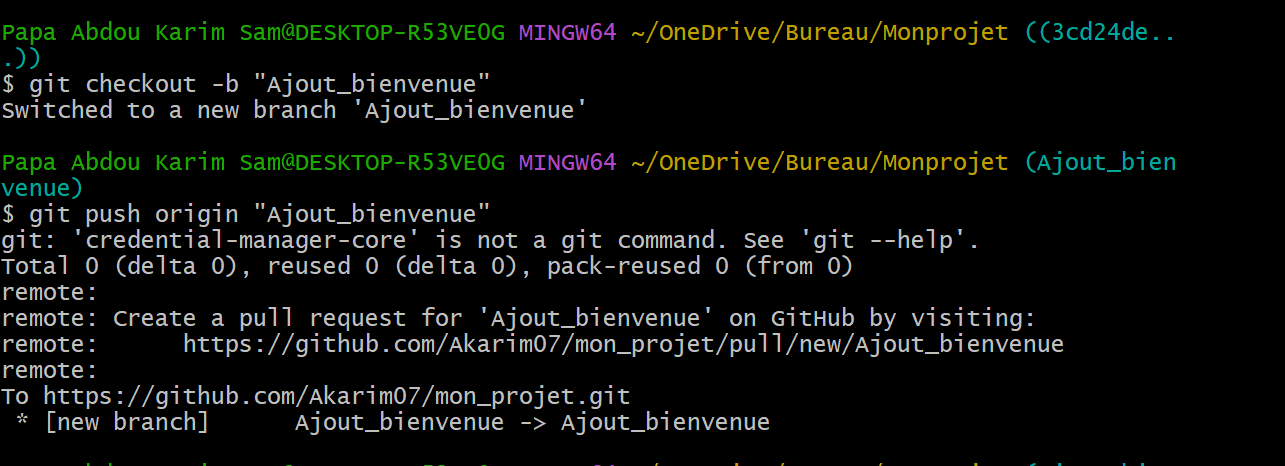 Papa Abdou Karim Sam@DESKTOP-R53VE0G MINGW64 ~/OneDrive/Bureau/Monprojet ((3cd24de..
.))
$ git checkout -b "Ajout_bienvenue"
Switched to a new branch 'Ajout_bienvenue'
Papa Abdou Karim Sam@DESKTOP-R53VE0G MINGW64 ~/OneDrive/Bureau/Monprojet (Ajout_bien
venue)
$ git push origin "Ajout_bienvenue"
git: 'credential-manager-core' is not a git command. See 'git --help'.
Total 0 (delta 0), reused 0 (delta 0), pack-reused 0 (from 0)
remote:
remote: Create a pull request for 'Ajout_bienvenue' on GitHub by visiting:
remote:      https://github.com/Akarim07/mon_projet/pull/new/Ajout_bienvenue
remote:
To https://github.com/Akarim07/mon_projet.git
 * [new branch]      Ajout_bienvenue -> Ajout_bienvenue